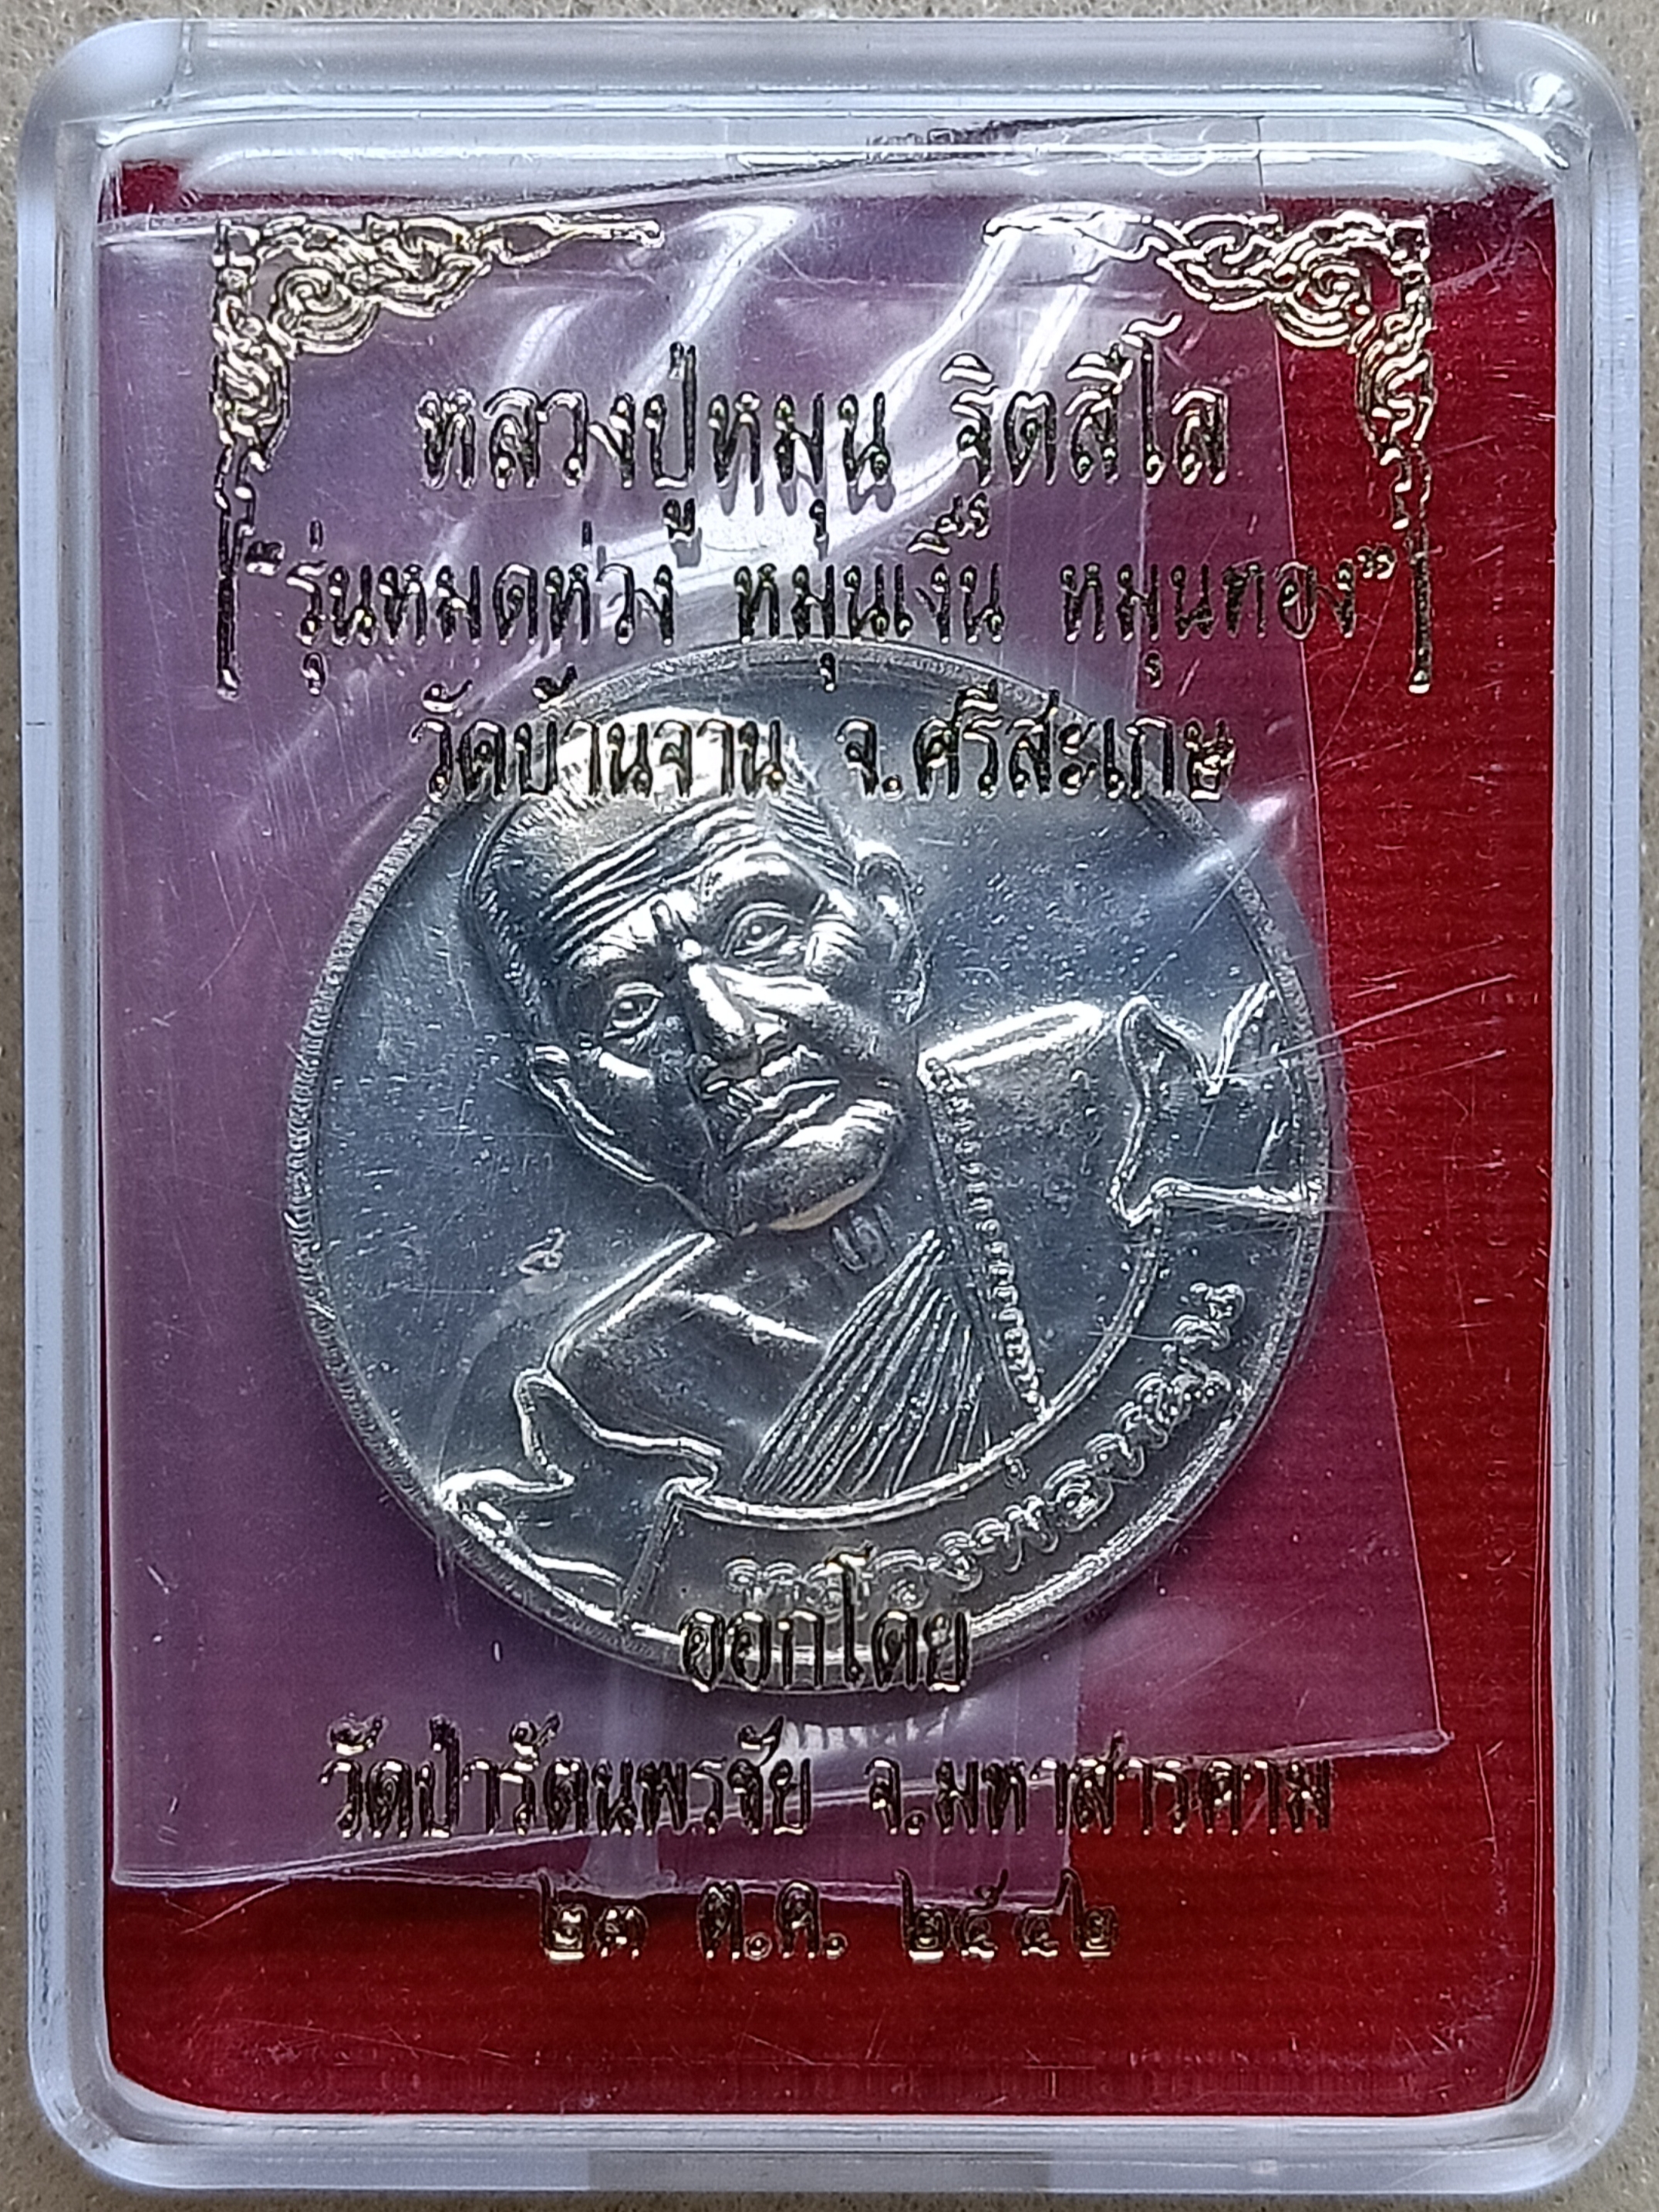 หลวงปู่หมุน ฐิตสีโล
“รุ่นหมดห่วง หมุนเงิน หมุนทอง”
วัดบ้านจาน จ.ศรีสะเกษ
ออกโดย
วัดป่ารัตนพรชัย จ.มหาสารคาม
๒๓ ต.ค. ๒๕๔๒